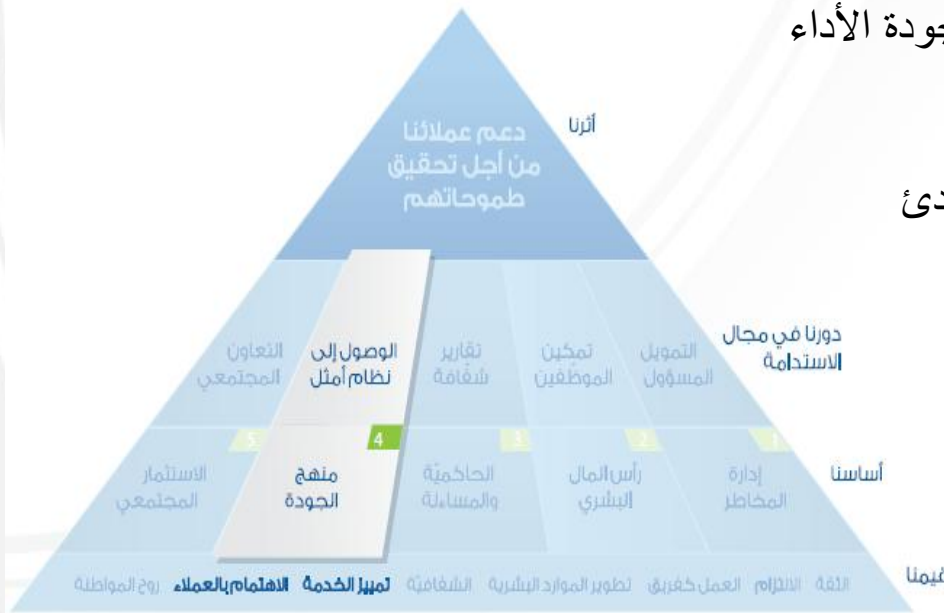 جودة الأداء
أثرنا
دعم عملائنا
من أجل تحقيق
طموحاتهم
دورنا في مجال
الاستدامة
التمويل
المسؤول
تمكين
الموظفين
تقارير
شفافة
الوصول إلى
نظام أمثل
التعاون
المجتمعي
أساسنا
1
إدارة
المخاطر
2
رأس المال
البشري
3
الحاكمية
والمساءلة
4
منهج
الجودة
5
الاستثمار
المجتمعي
قيمنا
الثقة الالتزام العمل كفريق تطوير الموارد البشرية الشفافية تمييز الخدمة الاهتمام بالعملاء روح المواطنة